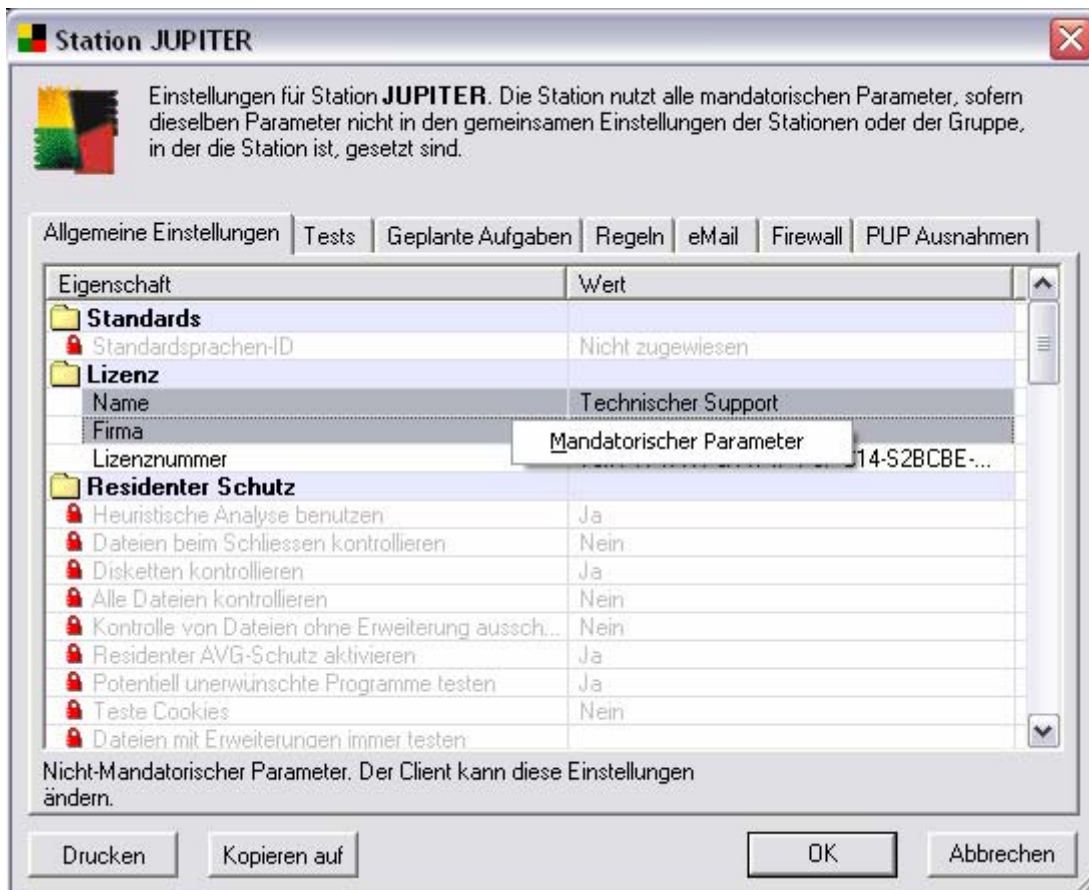 Station JUPITER
Einstellungen für Station JUPITER. Die Station nutzt alle mandatorischen Parameter, sofern
dieselben Parameter nicht in den gemeinsamen Einstellungen der Stationen oder der Gruppe,
in der die Station ist, gesetzt sind.
Allgemeine Einstellungen Tests Geplante Aufgaben Regeln eMail Firewall PUP Ausnahmen
Eigenschaft Wert
Standards
Standardsprachen-ID Nicht zugewiesen
Lizenz
Name Technischer Support
Firma
Mandatorischer Parameter
Lizenznummer 14-S2BCBE-...
Residenter Schutz
Heuristische Analyse benutzen Ja
Dateien beim Schliessen kontrollieren Nein
Disketten kontrollieren Ja
Alle Dateien kontrollieren Nein
Kontrolle von Dateien ohne Erweiterung aussch... Nein
Residenter AVG-Schutz aktivieren Ja
Potentiell unerwünschte Programme testen Ja
Teste Cookies Nein
Dateien mit Erweiterungen immer testen
Nicht-Mandatorischer Parameter. Der Client kann diese Einstellungen
ändern.
Drucken Kopieren auf OK Abbrechen